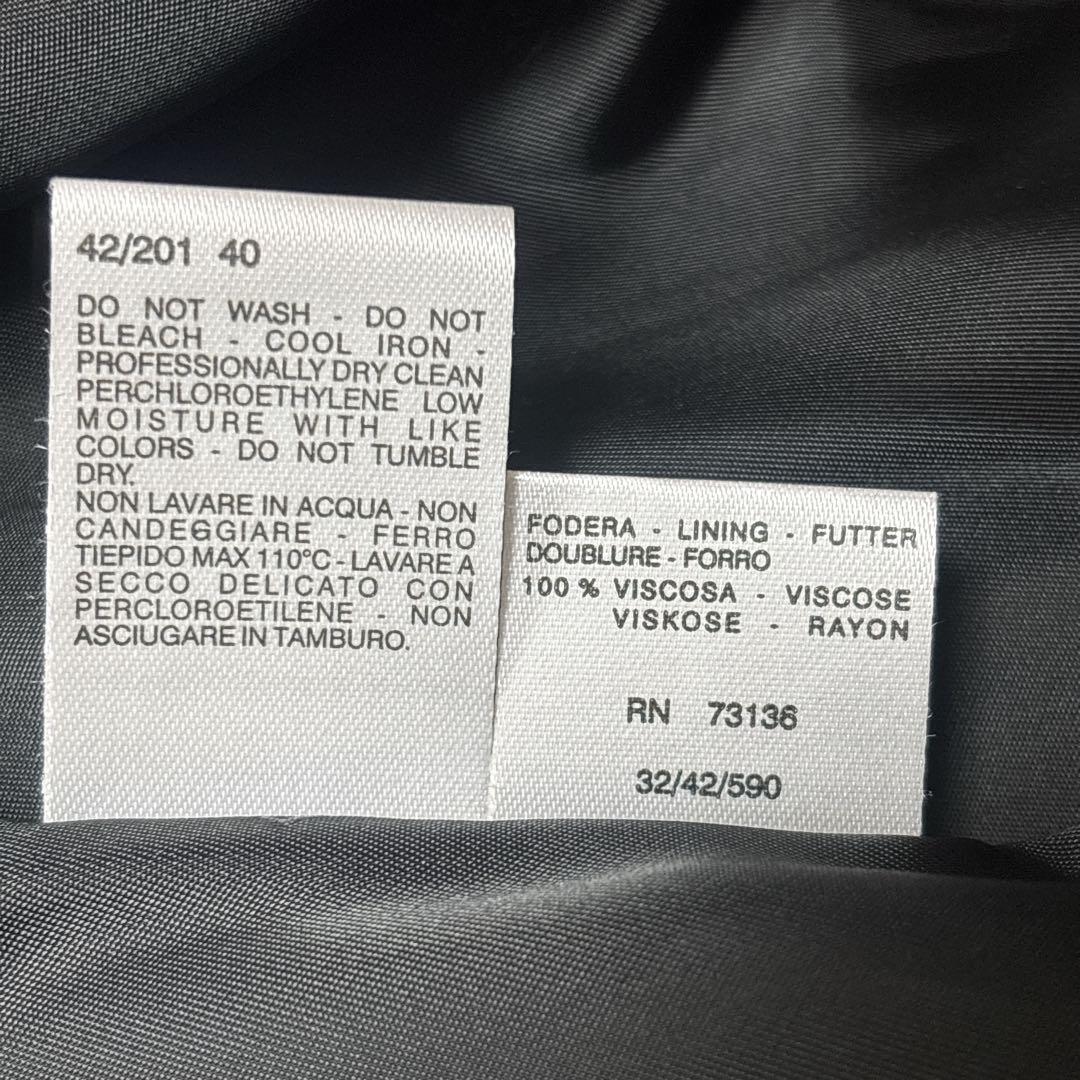 42/201 40
DO NOT WASH - DO NOT
BLEACH - COOL IRON -
PROFESSIONALLY DRY CLEAN
PERCHLOROETHYLENE LOW
MOISTURE WITH LIKE
COLORS - DO NOT TUMBLE
DRY.
NON LAVARE IN ACQUA - NON
CANDEGGIARE - FERRO
TIEPIDO MAX 110°C - LAVARE A
SECCO DELICATO CON
PERCLOROETILENE - NON
ASCIUGARE IN TAMBURO.
FODERA - LINING - FUTTER
DOUBLURE - FORRO
100 % VISCOSA - VISCOSE
VISKOSE - RAYON
RN 73136
32/42/590